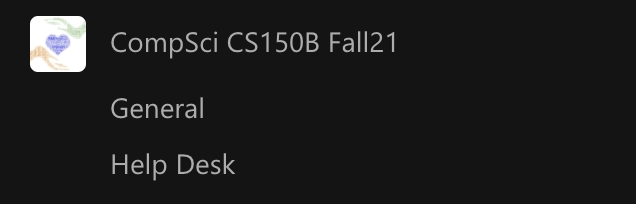 CompSci CS150B Fall21
General
Help Desk